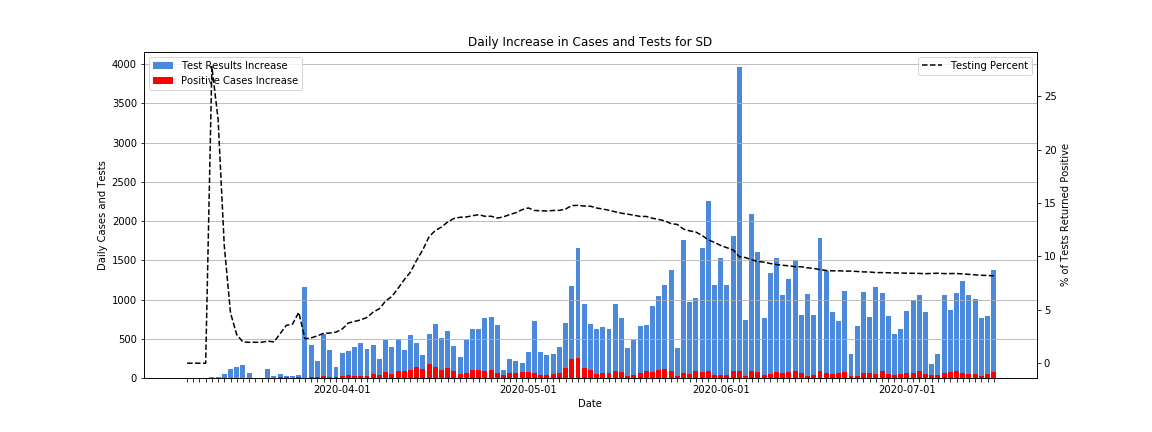 Daily Increase in Cases and Tests for SD
Test Results Increase
Positive Cases Increase
Testing Percent
4000
3500
3000
2500
2000
1500
1000
500
0
25
20
15
10
5
0
Daily Cases and Tests
% of Tests Returned Positive
2020-04-01
2020-05-01
2020-06-01
2020-07-01
Date